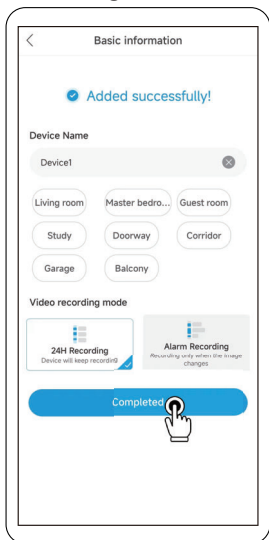 Basic information
Added successfully!
Device Name
Device1
Living room
Master bedro...
Guest room
Study
Doorway
Corridor
Garage
Balcony
Video recording mode
24H Recording
Device will keep recording
Alarm Recording
Recording only when the image
changes
Completed